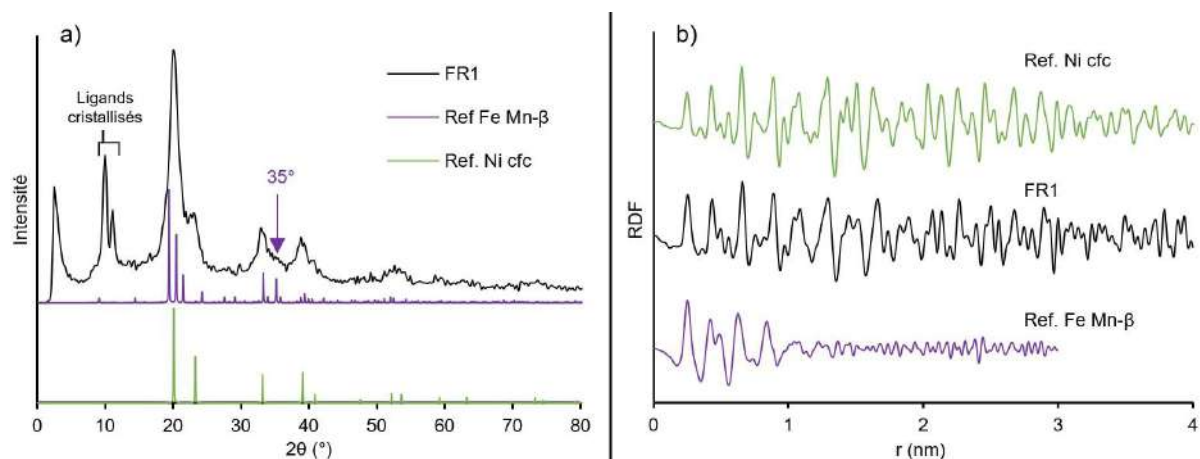 a)
Ligands
cristallisés
FR1
Ref Fe Mn-β
Ref. Ni cfc
35°
Intensité
0 10 20 30 40 50 60 70 80
2θ (°)
b)
Ref. Ni cfc
FR1
Ref. Fe Mn-β
RDF
0 1 2 3 4
r (nm)